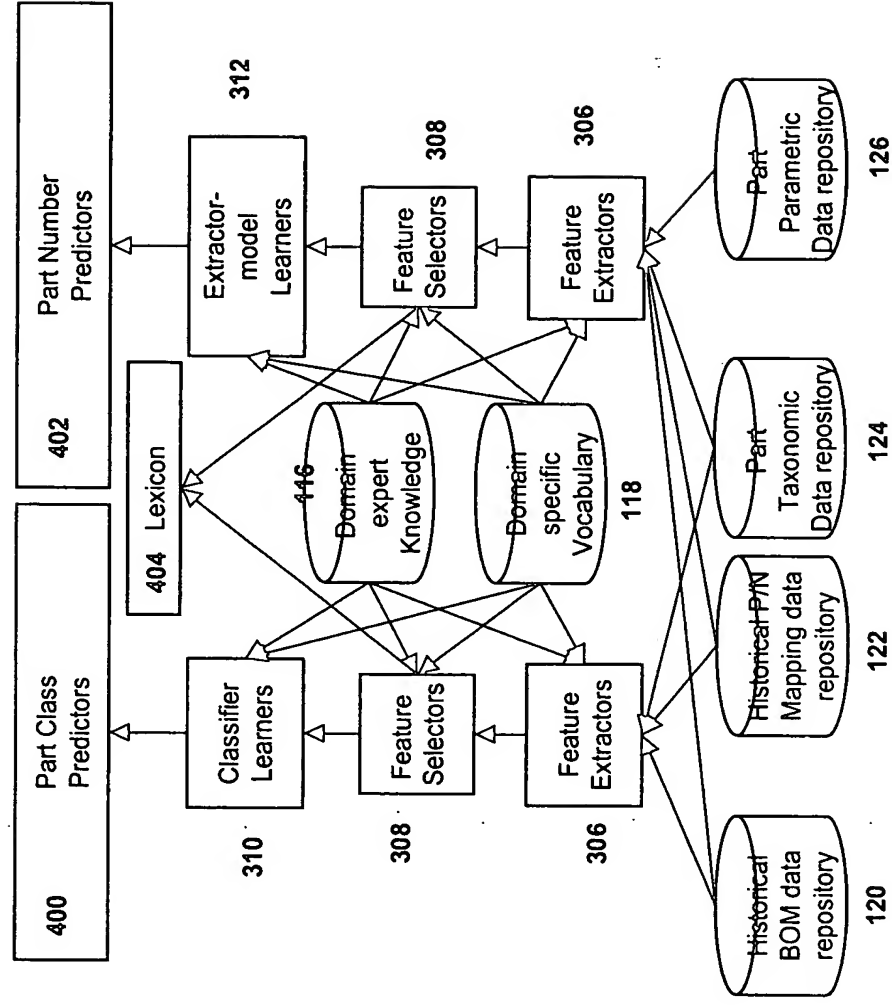 400
Part Class
Predictors
402
Part Number
Predictors
404 Lexicon
310
Classifier
Learners
Extractor-
model
Learners
312
308
Feature
Selectors
116
Domain
expert
Knowledge
Feature
Selectors
308
306
Feature
Extractors
Domain
specific
Vocabulary
118
Feature
Extractors
306
Historical
BOM data
repository
120
Historical P/N
Mapping data
repository
122
Part
Taxonomic
Data repository
124
Part
Parametric
Data repository
126